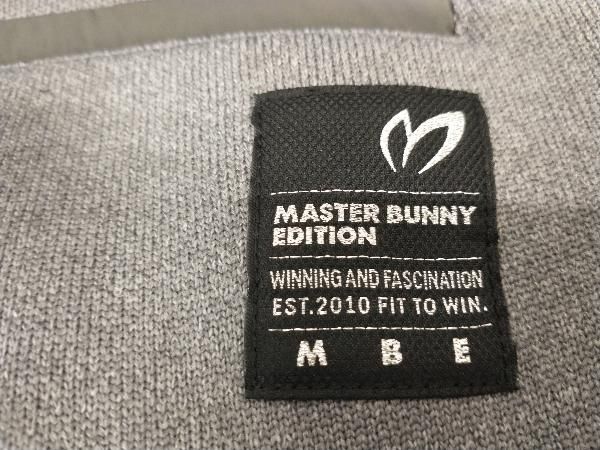 MASTER BUNNY
EDITION
WINNING AND FASCINATION
EST.2010 FIT TO WIN.
M B E